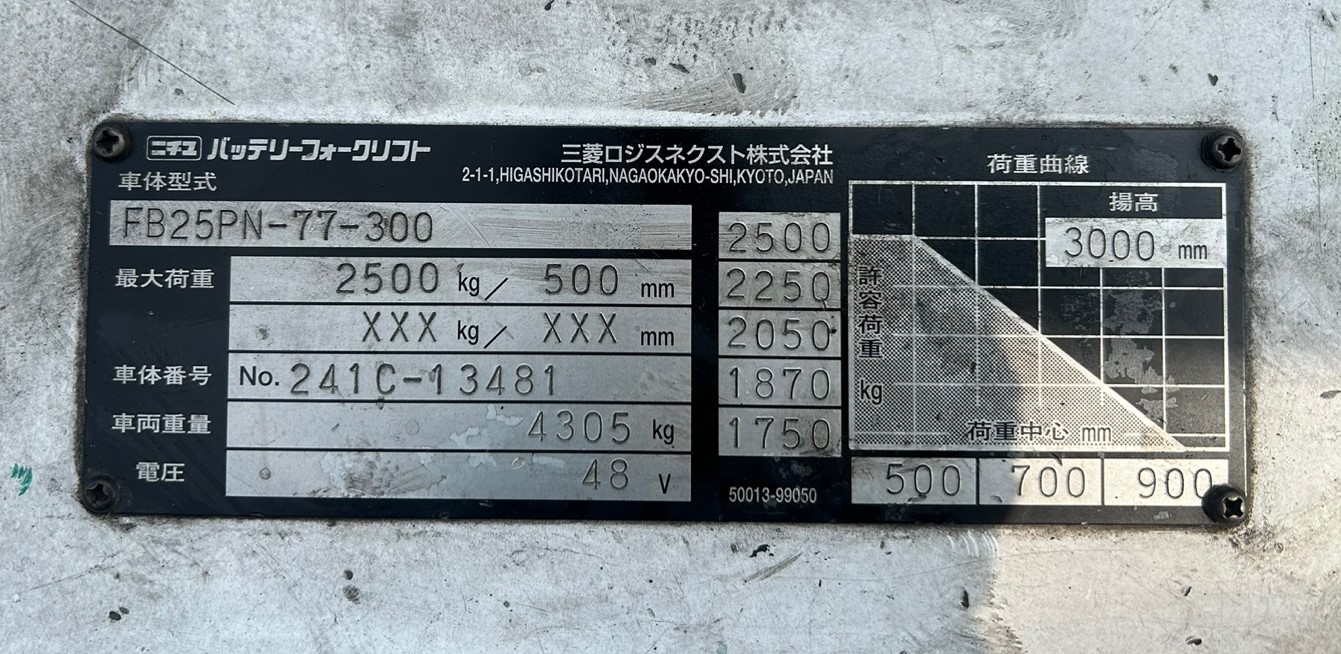 ニチユ バッテリーフォークリフト
三菱ロジスネクスト株式会社
2-1-1,HIGASHIKOTARI,NAGAOKAKYO-SHI,KYOTO,JAPAN
車体型式
FB25PN-77-300
最大荷重 2500 kg/ 500 mm
XXX kg/ XXX mm
車体番号 No. 241C-13481
車両重量 4305 kg
電圧 48 V
2500
2250
2050
1870
1750
50013-99050
荷重曲線
揚高
3000 mm
許容荷重 kg
荷重中心 mm
500 700 900